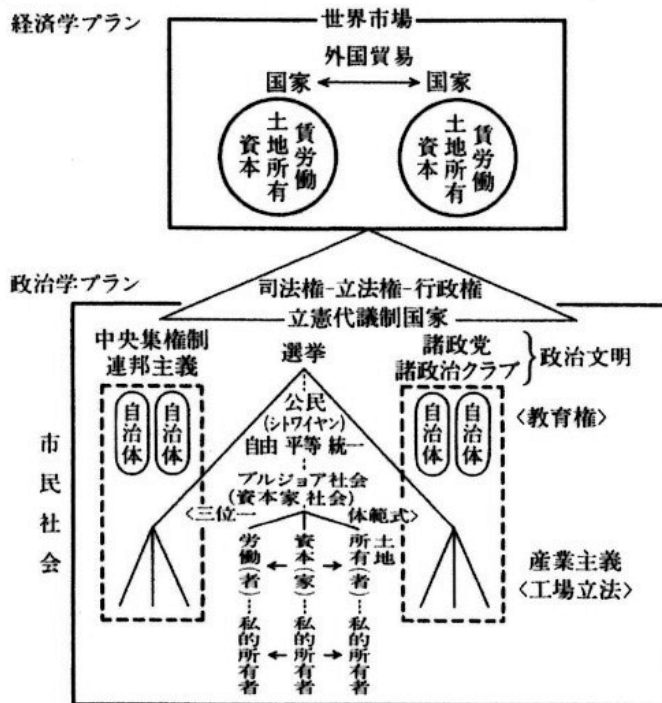 経済学プラン
世界市場
外国貿易
国家 ←→ 国家
賃労働
土地所有
資本
賃労働
土地所有
資本
政治学プラン
司法権-立法権-行政権
立憲代議制国家
中央集権制
連邦主義
選挙
諸政党
諸政治クラブ
政治文明
自治体
自治体
公民
(シトワイヤン)
自由 平等 統一
自治体
自治体
<教育権>
市民社会
ブルジョア社会
(資本家社会)
<三位一
体範式>
労働(者)……私的所有者
資本(家)……私的所有者
土地
所有(者)……私的所有者
産業主義
<工場立法>